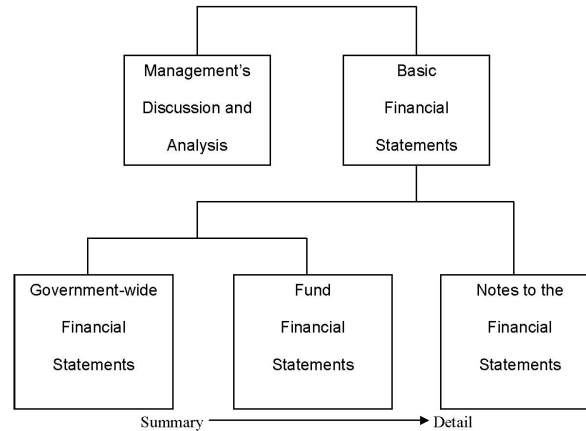 Management's
Discussion and
Analysis
Basic
Financial
Statements
Government-wide
Financial
Statements
Fund
Financial
Statements
Notes to the
Financial
Statements
Summary
Detail